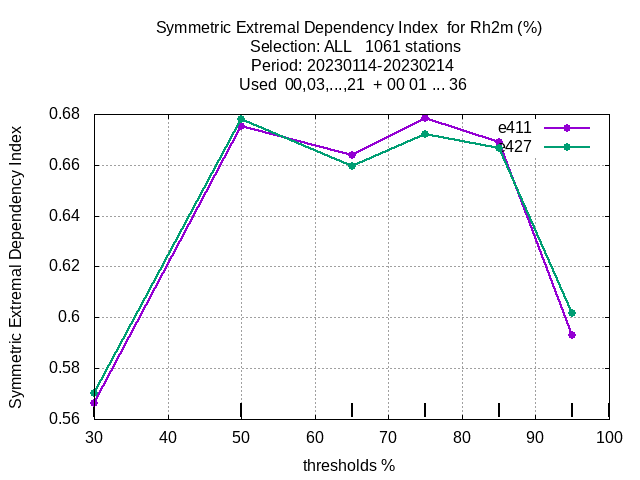 Symmetric Extremal Dependency Index  for Rh2m (%)
Selection: ALL   1061 stations
Period: 20230114-20230214
Used  00,03,...,21  + 00 01 ... 36
Symmetric Extremal Dependency Index
0.68
0.66
0.64
0.62
0.6
0.58
0.56
e411
e427
30 40 50 60 70 80 90 100
thresholds %